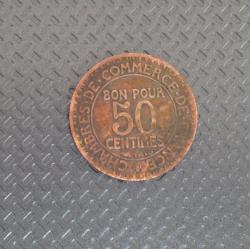 CHAMBRES·DE·COMMERCE·DE·FRANCE
BON POUR
50
CENTIMES